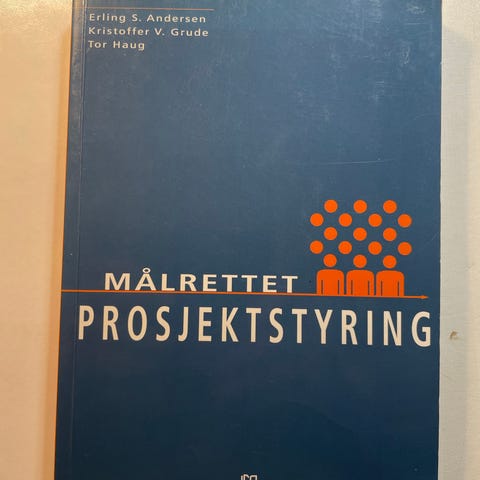 Erling S. Andersen
Kristoffer V. Grude
Tor Haug
MÅLRETTET
PROSJEKTSTYRING